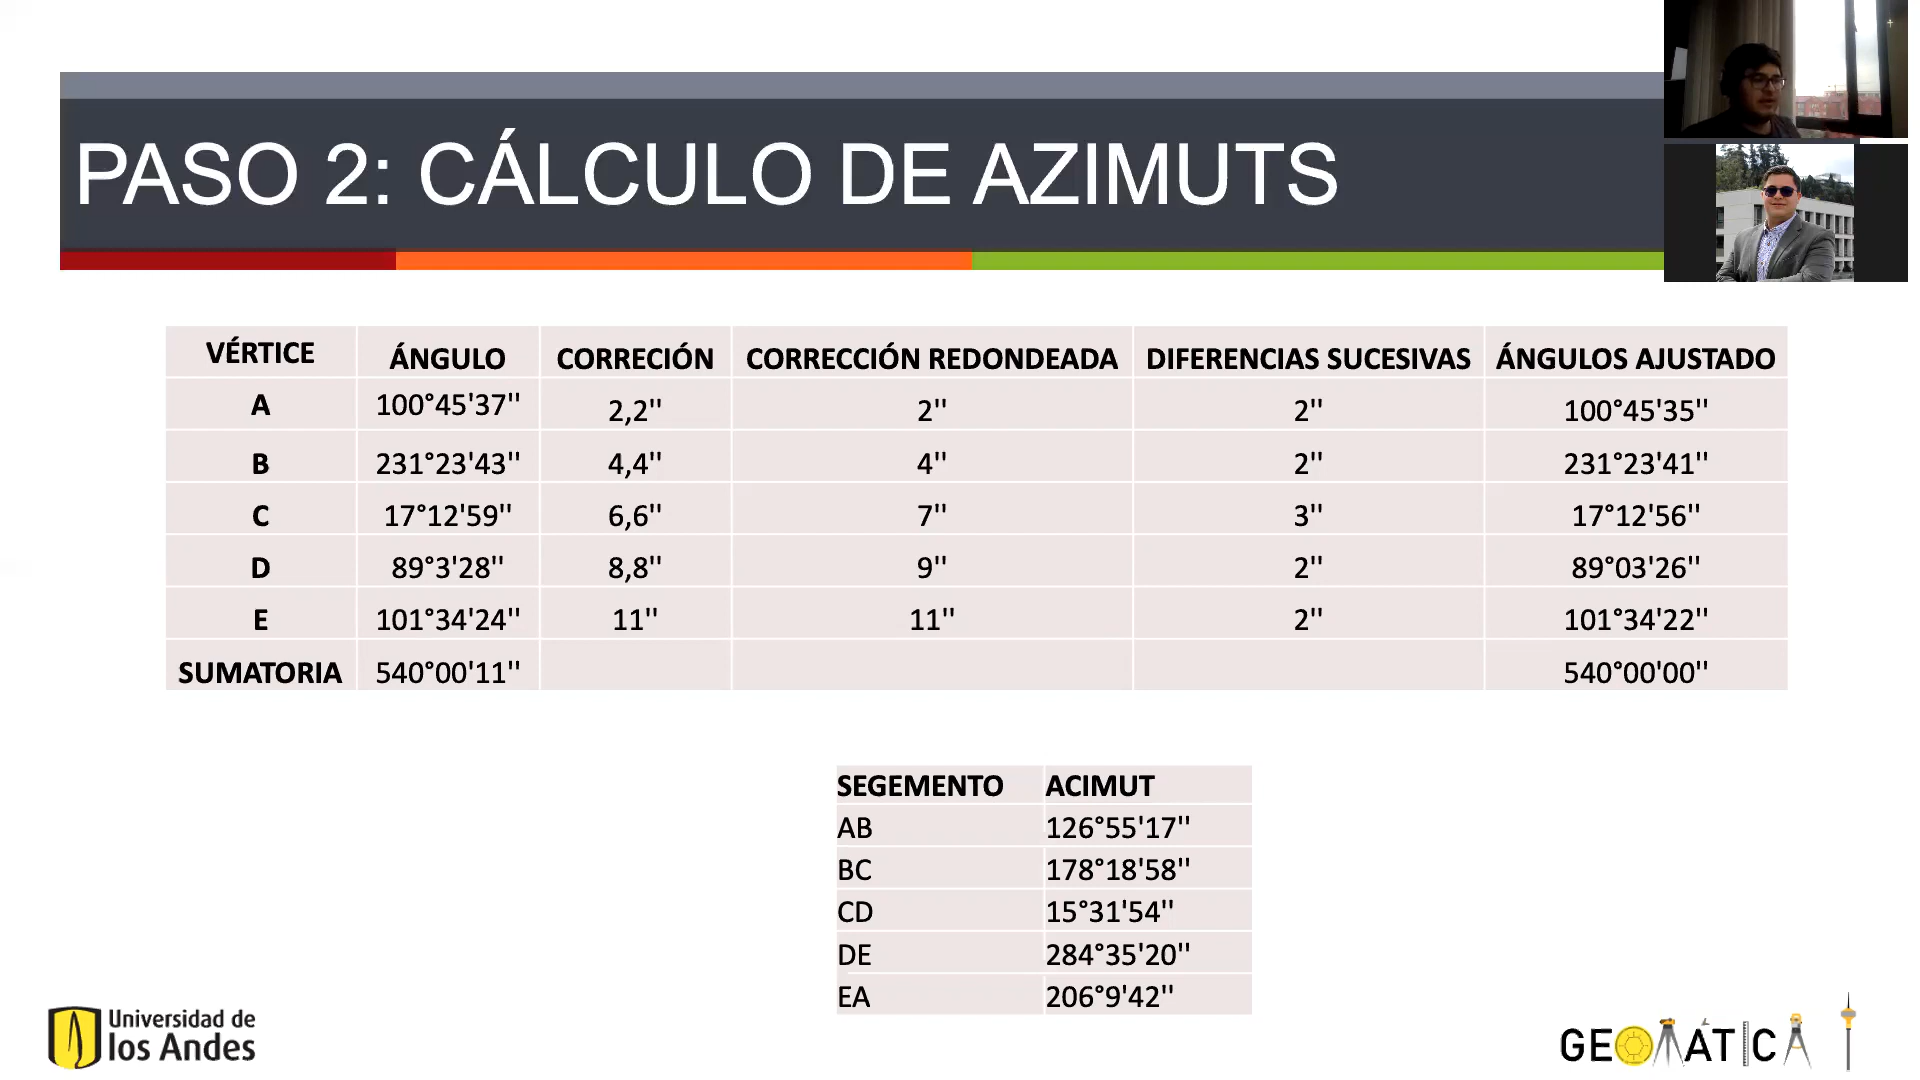 PASO 2: CÁLCULO DE AZIMUTS
VÉRTICE ÁNGULO CORRECIÓN CORRECCIÓN REDONDEADA DIFERENCIAS SUCESIVAS ÁNGULOS AJUSTADO
A 100°45'37'' 2,2'' 2'' 2'' 100°45'35''
B 231°23'43'' 4,4'' 4'' 2'' 231°23'41''
C 17°12'59'' 6,6'' 7'' 3'' 17°12'56''
D 89°3'28'' 8,8'' 9'' 2'' 89°03'26''
E 101°34'24'' 11'' 11'' 2'' 101°34'22''
SUMATORIA 540°00'11'' 540°00'00''
SEGEMENTO ACIMUT
AB 126°55'17''
BC 178°18'58''
CD 15°31'54''
DE 284°35'20''
EA 206°9'42''
Universidad de
los Andes
GEOMÁTICA